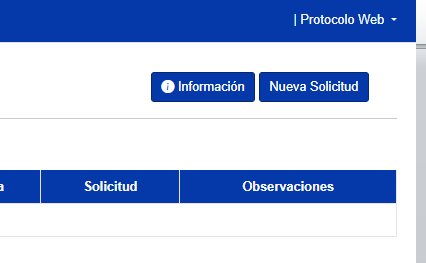 | Protocolo Web
Información Nueva Solicitud
a Solicitud Observaciones